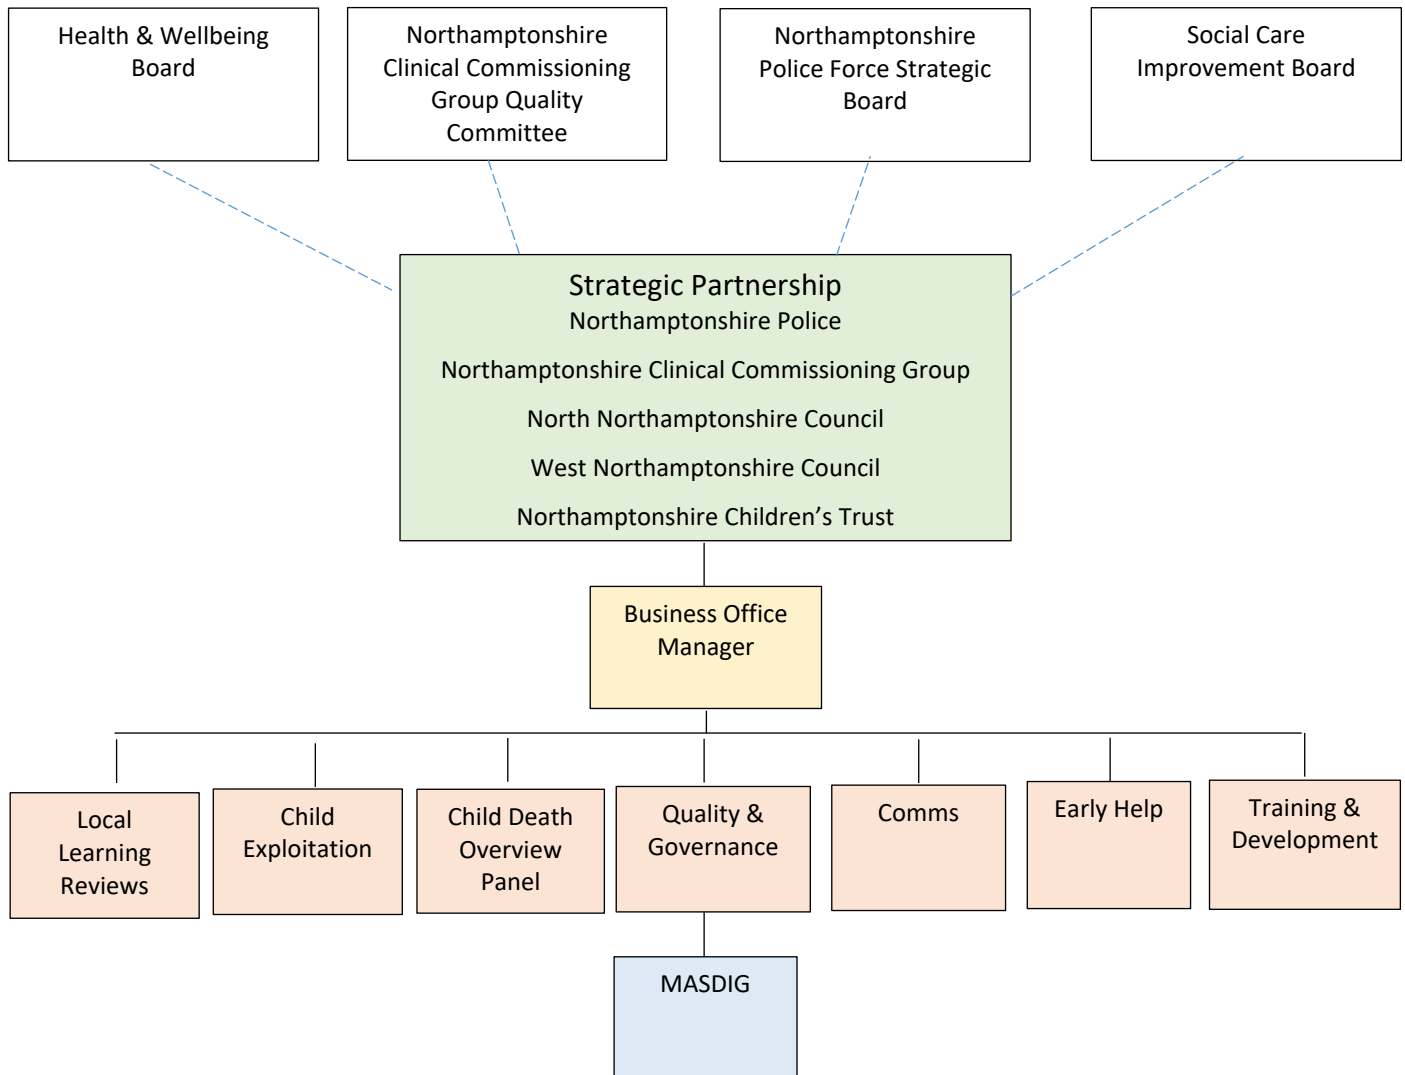 Health & Wellbeing
Board
Northamptonshire
Clinical Commissioning
Group Quality
Committee
Northamptonshire
Police Force Strategic
Board
Social Care
Improvement Board
Strategic Partnership
Northamptonshire Police
Northamptonshire Clinical Commissioning Group
North Northamptonshire Council
West Northamptonshire Council
Northamptonshire Children’s Trust
Business Office
Manager
Local
Learning
Reviews
Child
Exploitation
Child Death
Overview
Panel
Quality &
Governance
Comms
Early Help
Training &
Development
MASDIG